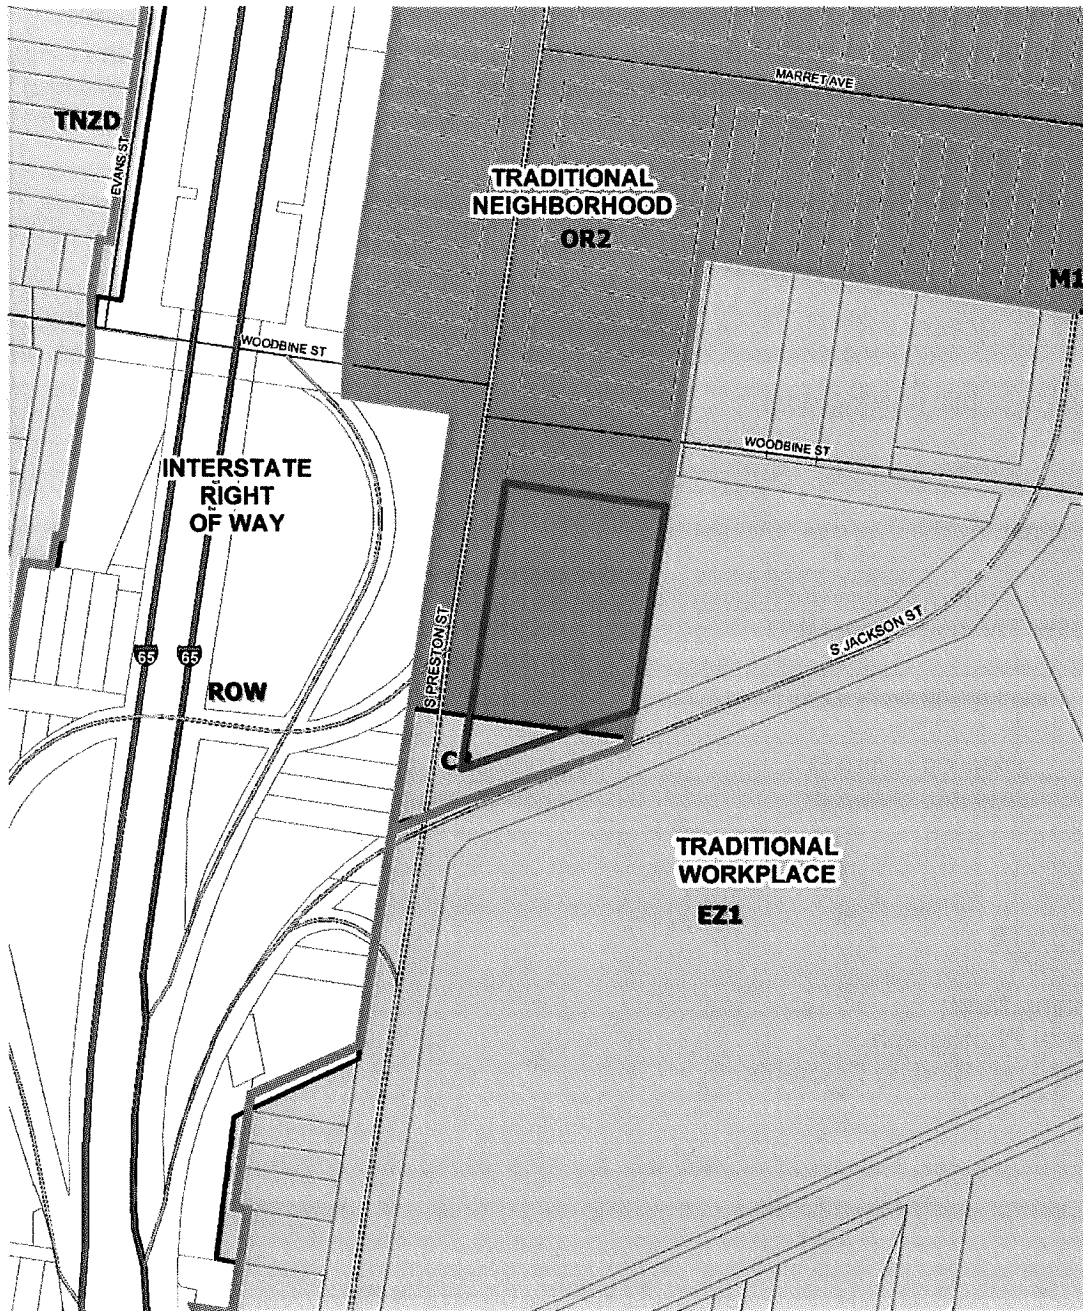 MARRET AVE
TNZD
EVANS ST
TRADITIONAL
NEIGHBORHOOD
OR2
M1
WOODBINE ST
WOODBINE ST
INTERSTATE
RIGHT
OF WAY
S PRESTON ST
S JACKSON ST
65
65
ROW
TRADITIONAL
WORKPLACE
EZ1